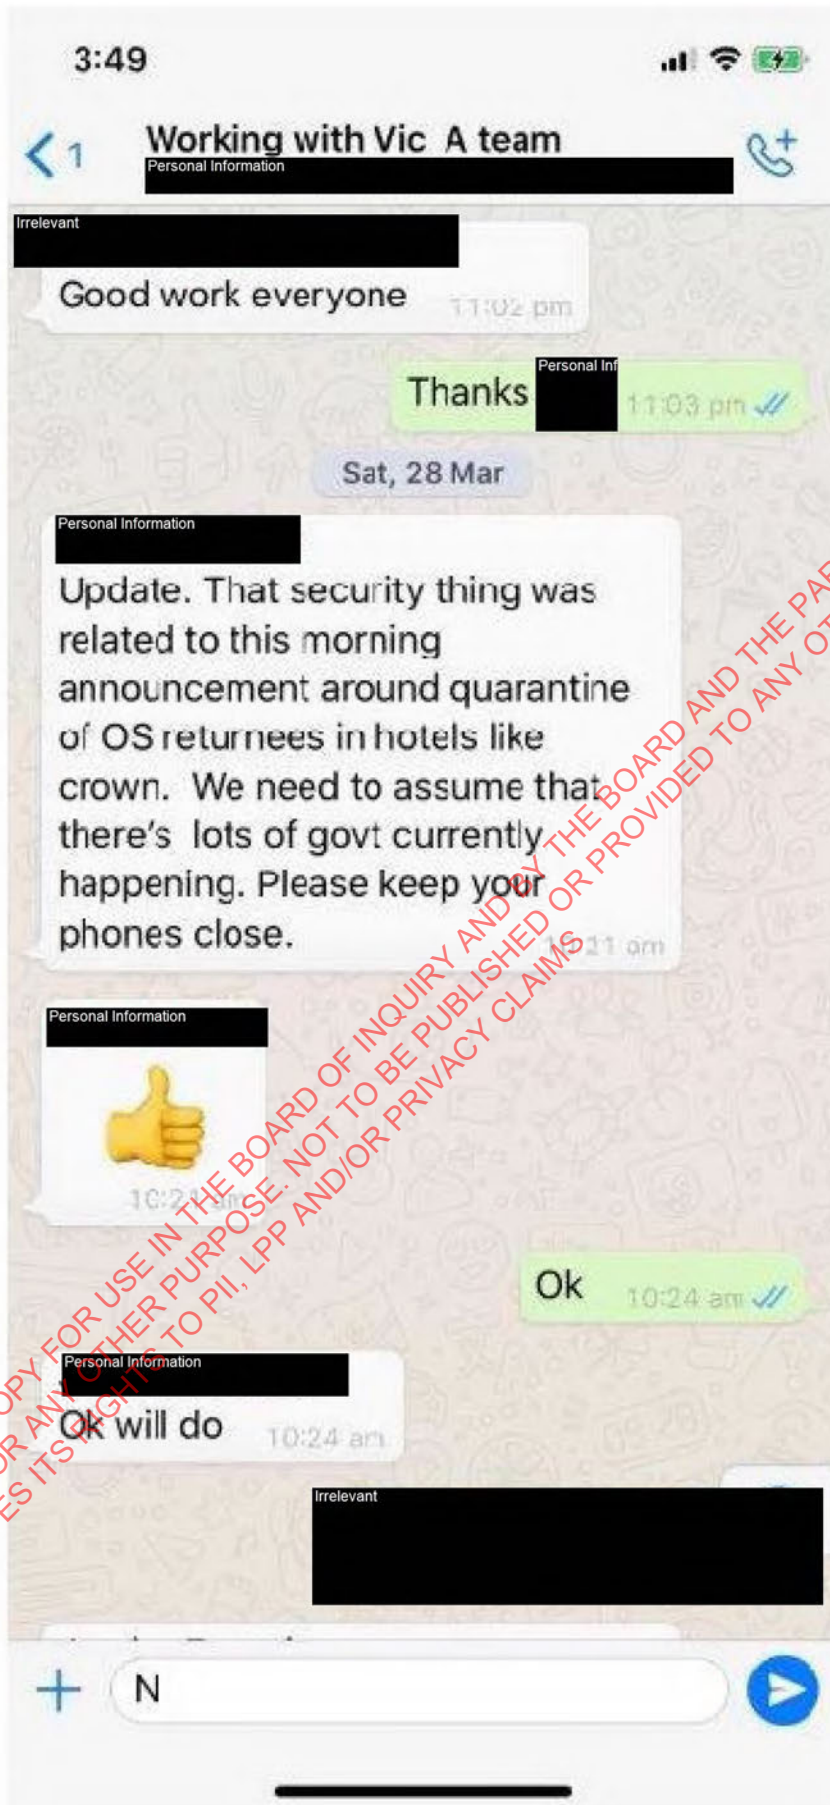 3:49
1
Working with Vic A team
Personal Information
Irrelevant
Good work everyone
11:02 pm
Thanks
Personal Inf
11:03 pm
Sat, 28 Mar
Personal Information
Update. That security thing was
related to this morning
announcement around quarantine
of OS returnees in hotels like
crown. We need to assume that
there's lots of govt currently
happening. Please keep your
phones close.
am
Personal Information
👍
am
Ok
10:24 am
Personal Information
Ok will do
10:24 am
Irrelevant
N
COPY FOR USE IN THE BOARD OF INQUIRY AND BY THE BOARD AND THE
ANY OTHER PURPOSE. NOT TO BE PUBLISHED OR PROVIDED TO ANY
ITS RIGHTS TO PII, LPP AND/OR PRIVACY CLAIMS